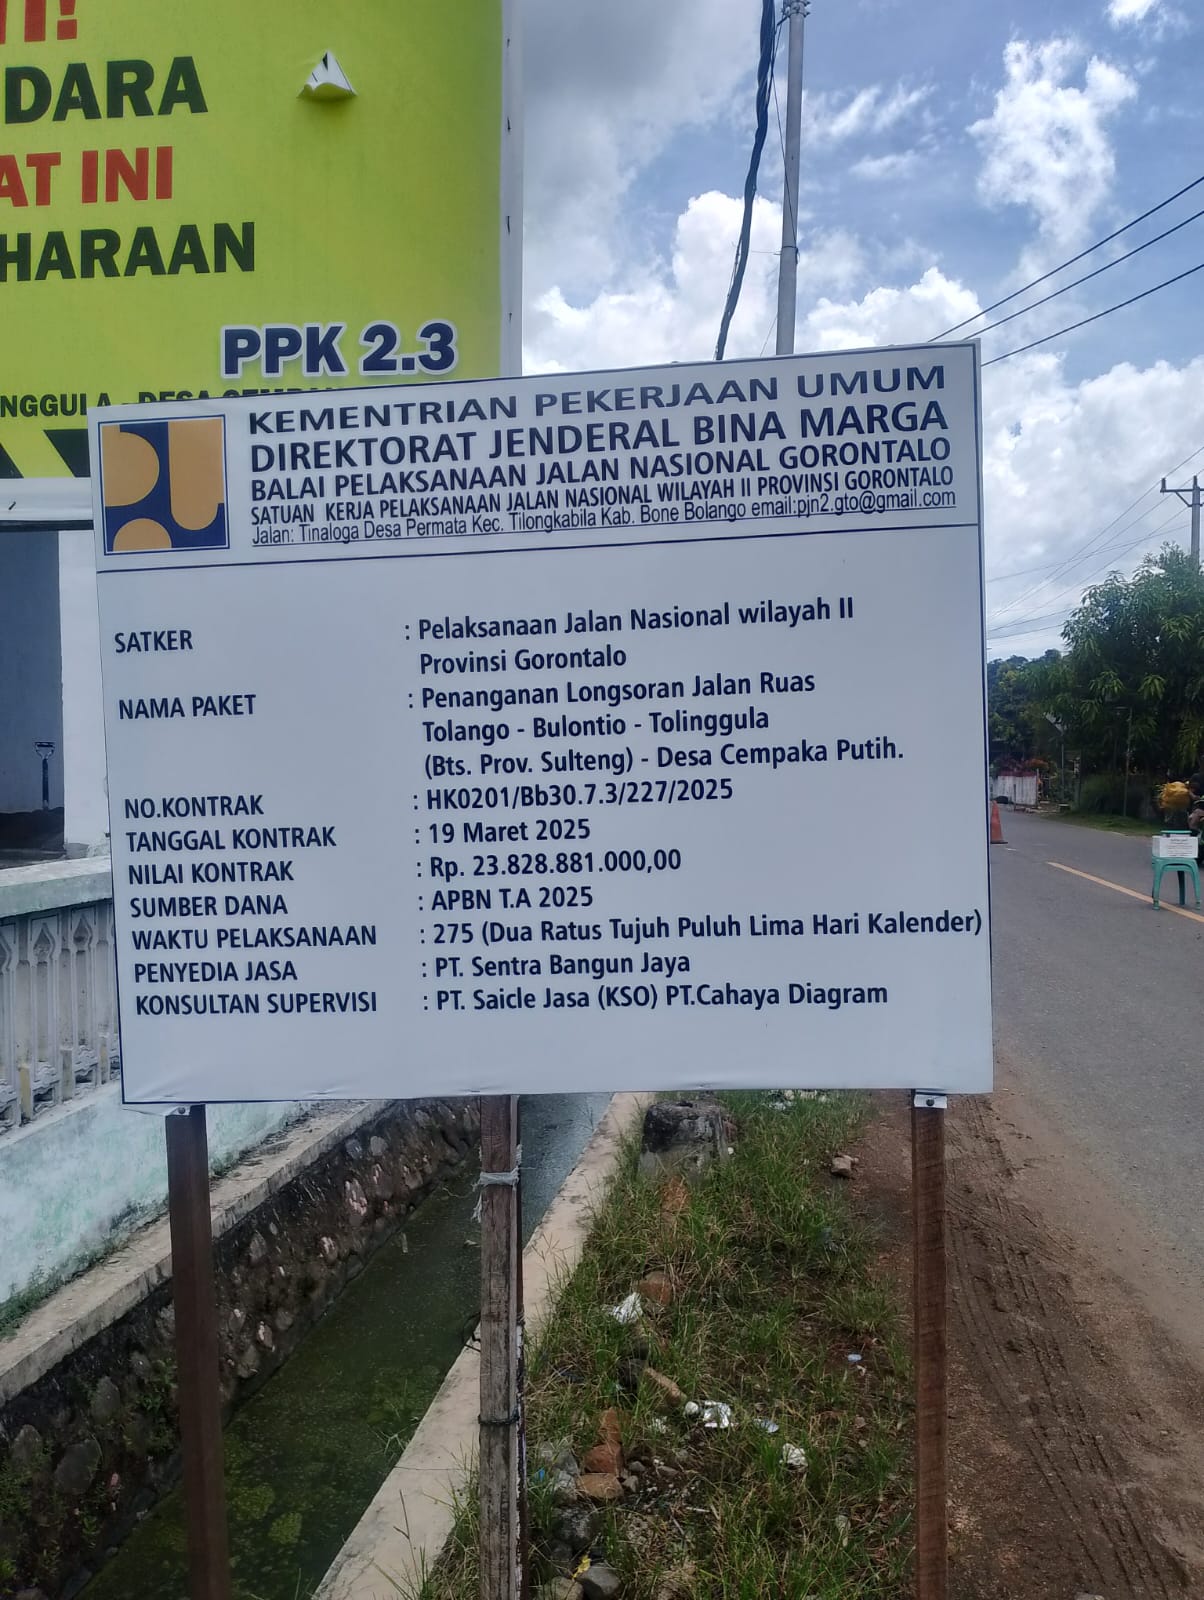 TI!
DARA
AT INI
HARAAN
PPK 2.3
NGGULA - DESA
KEMENTRIAN PEKERJAAN UMUM
DIREKTORAT JENDERAL BINA MARGA
BALAI PELAKSANAAN JALAN NASIONAL GORONTALO
SATUAN KERJA PELAKSANAAN JALAN NASIONAL WILAYAH II PROVINSI GORONTALO
Jalan: Tinaloga Desa Permata Kec. Tilongkabila Kab. Bone Bolango email:pjn2.gto@gmail.com
SATKER : Pelaksanaan Jalan Nasional wilayah II
Provinsi Gorontalo
NAMA PAKET : Penanganan Longsoran Jalan Ruas
Tolango - Bulontio - Tolinggula
(Bts. Prov. Sulteng) - Desa Cempaka Putih.
NO.KONTRAK : HK0201/Bb30.7.3/227/2025
TANGGAL KONTRAK : 19 Maret 2025
NILAI KONTRAK : Rp. 23.828.881.000,00
SUMBER DANA : APBN T.A 2025
WAKTU PELAKSANAAN : 275 (Dua Ratus Tujuh Puluh Lima Hari Kalender)
PENYEDIA JASA : PT. Sentra Bangun Jaya
KONSULTAN SUPERVISI : PT. Saicle Jasa (KSO) PT.Cahaya Diagram